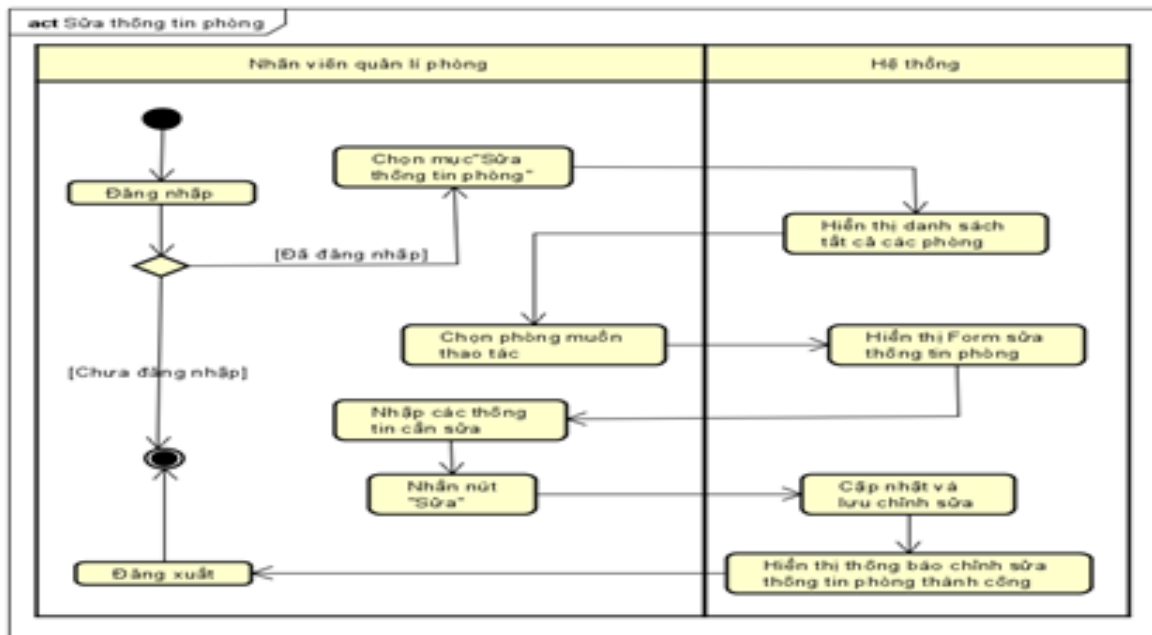 act Sửa thông tin phòng
Nhân viên quản lí phòng
Hệ thống
Đăng nhập
Chọn mục"Sửa
thông tin phòng"
Hiển thị danh sách
tất cả các phòng
[Đã đăng nhập]
Chọn phòng muốn
thao tác
Hiển thị Form sửa
thông tin phòng
[Chưa đăng nhập]
Nhập các thông
tin cần sửa
Nhấn nút
"Sửa"
Cập nhật và
lưu chỉnh sửa
Đăng xuất
Hiển thị thông báo chỉnh sửa
thông tin phòng thành công